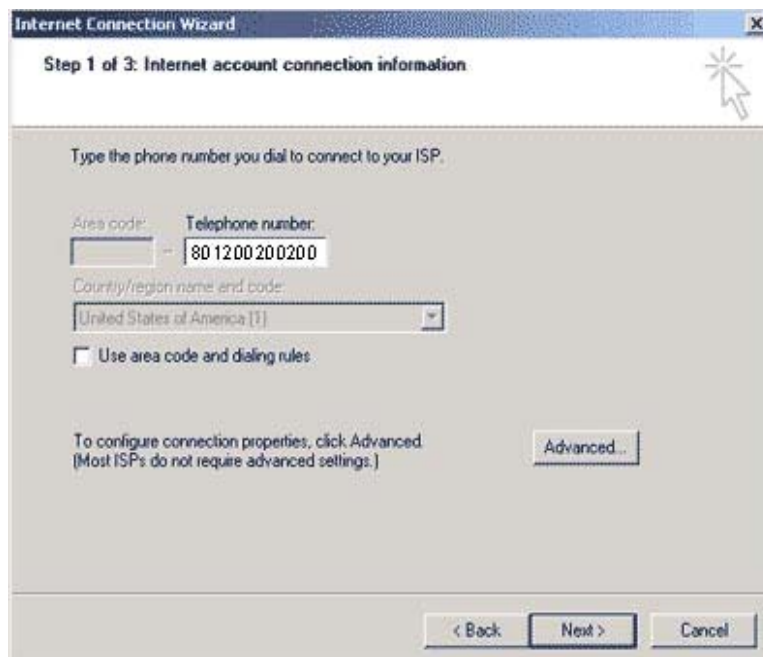 Internet Connection Wizard
Step 1 of 3: Internet account connection information
Type the phone number you dial to connect to your ISP.
Area code: Telephone number:
- 801200200200
Country/region name and code:
United States of America (1)
Use area code and dialing rules
To configure connection properties, click Advanced.
(Most ISPs do not require advanced settings.)
Advanced...
< Back Next > Cancel